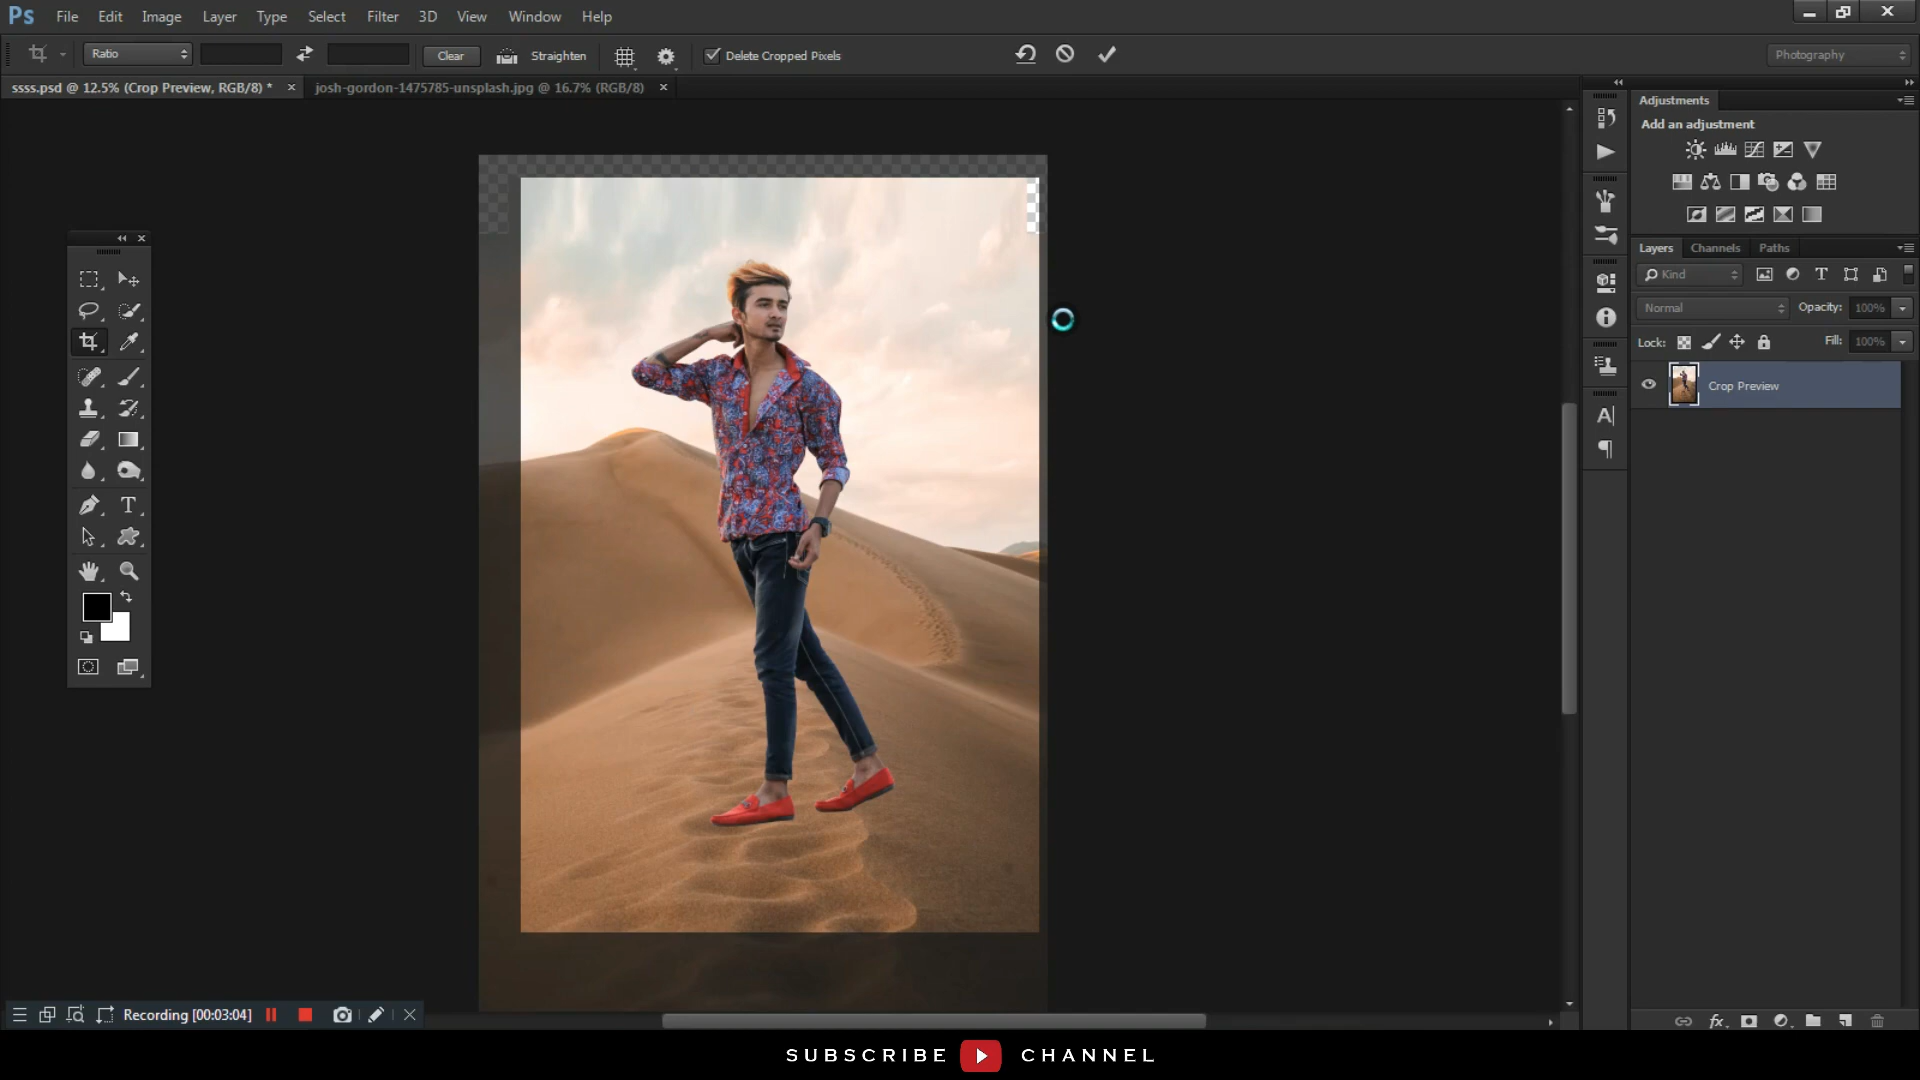 Ps File Edit Image Layer Type Select Filter 3D View Window Help
Ratio Clear Straighten Delete Cropped Pixels Photography
ssss.psd @ 12.5% (Crop Preview, RGB/8) * josh-gordon-1475785-unsplash.jpg @ 16.7% (RGB/8)
Adjustments
Add an adjustment
Layers Channels Paths
Kind
Normal Opacity: 100%
Lock: Fill: 100%
Crop Preview
Recording [00:03:04]
SUBSCRIBE CHANNEL